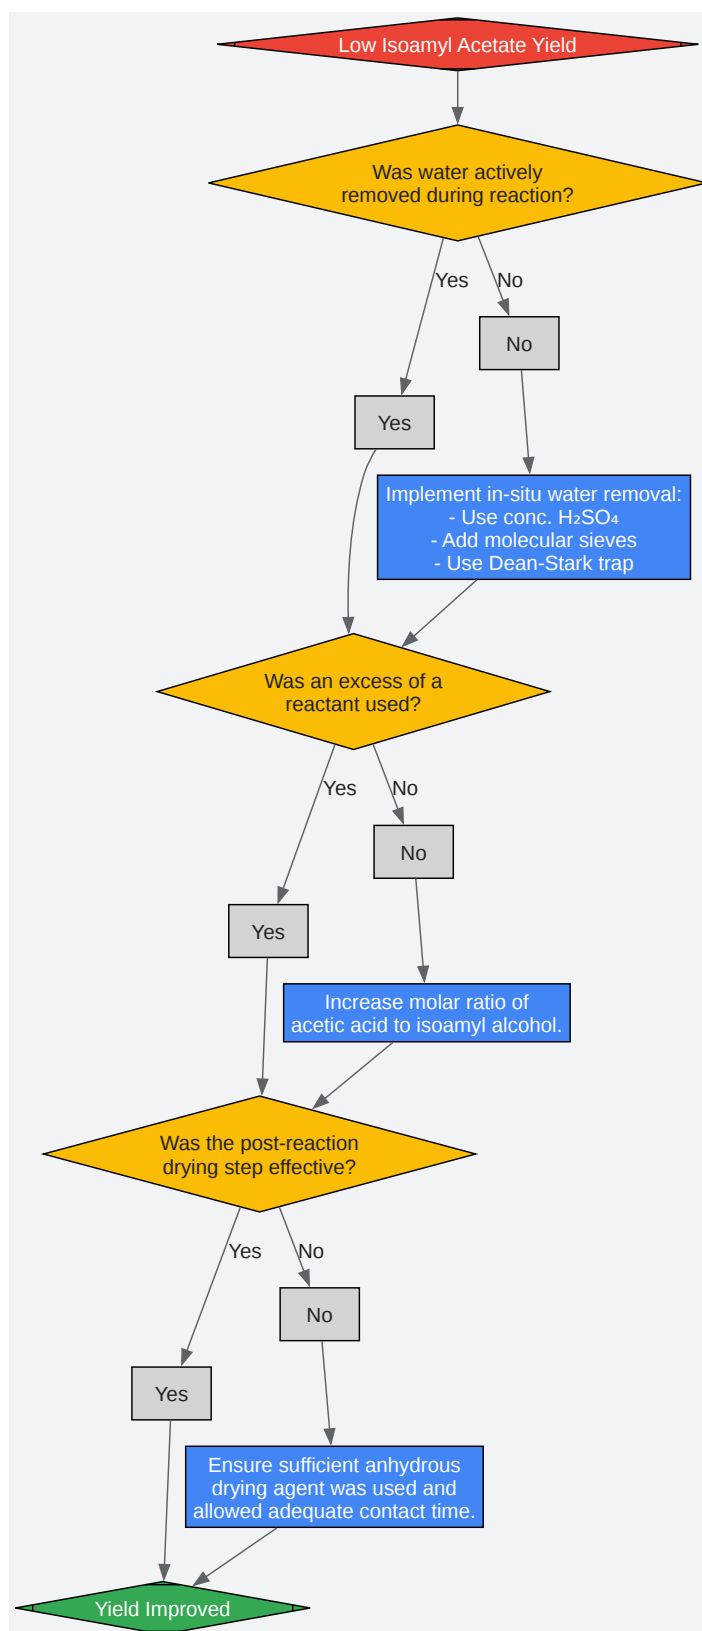 Low Isoamyl Acetate Yield
Was water actively
removed during reaction?
Yes
No
No
Yes
Implement in-situ water removal:
- Use conc. H₂SO₄
- Add molecular sieves
- Use Dean-Stark trap
Was an excess of a
reactant used?
Yes
No
No
Yes
Increase molar ratio of
acetic acid to isoamyl alcohol.
Was the post-reaction
drying step effective?
Yes
No
No
Yes
Ensure sufficient anhydrous
drying agent was used and
allowed adequate contact time.
Yield Improved